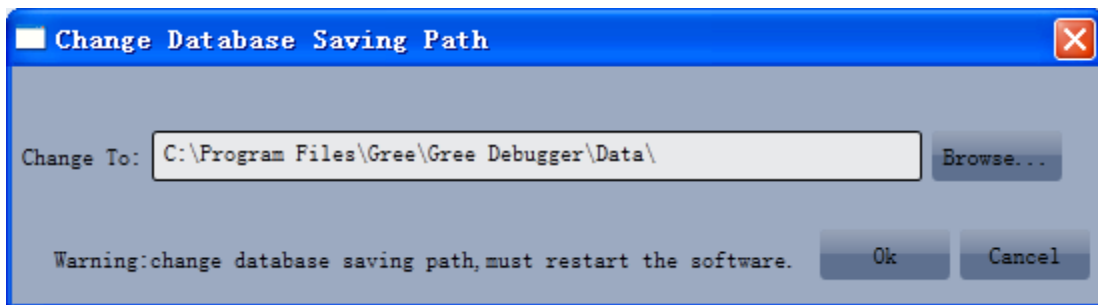 Change Database Saving Path
Change To: C:\Program Files\Gree\Gree Debugger\Data\ Browse...
Warning:change database saving path,must restart the software. Ok Cancel